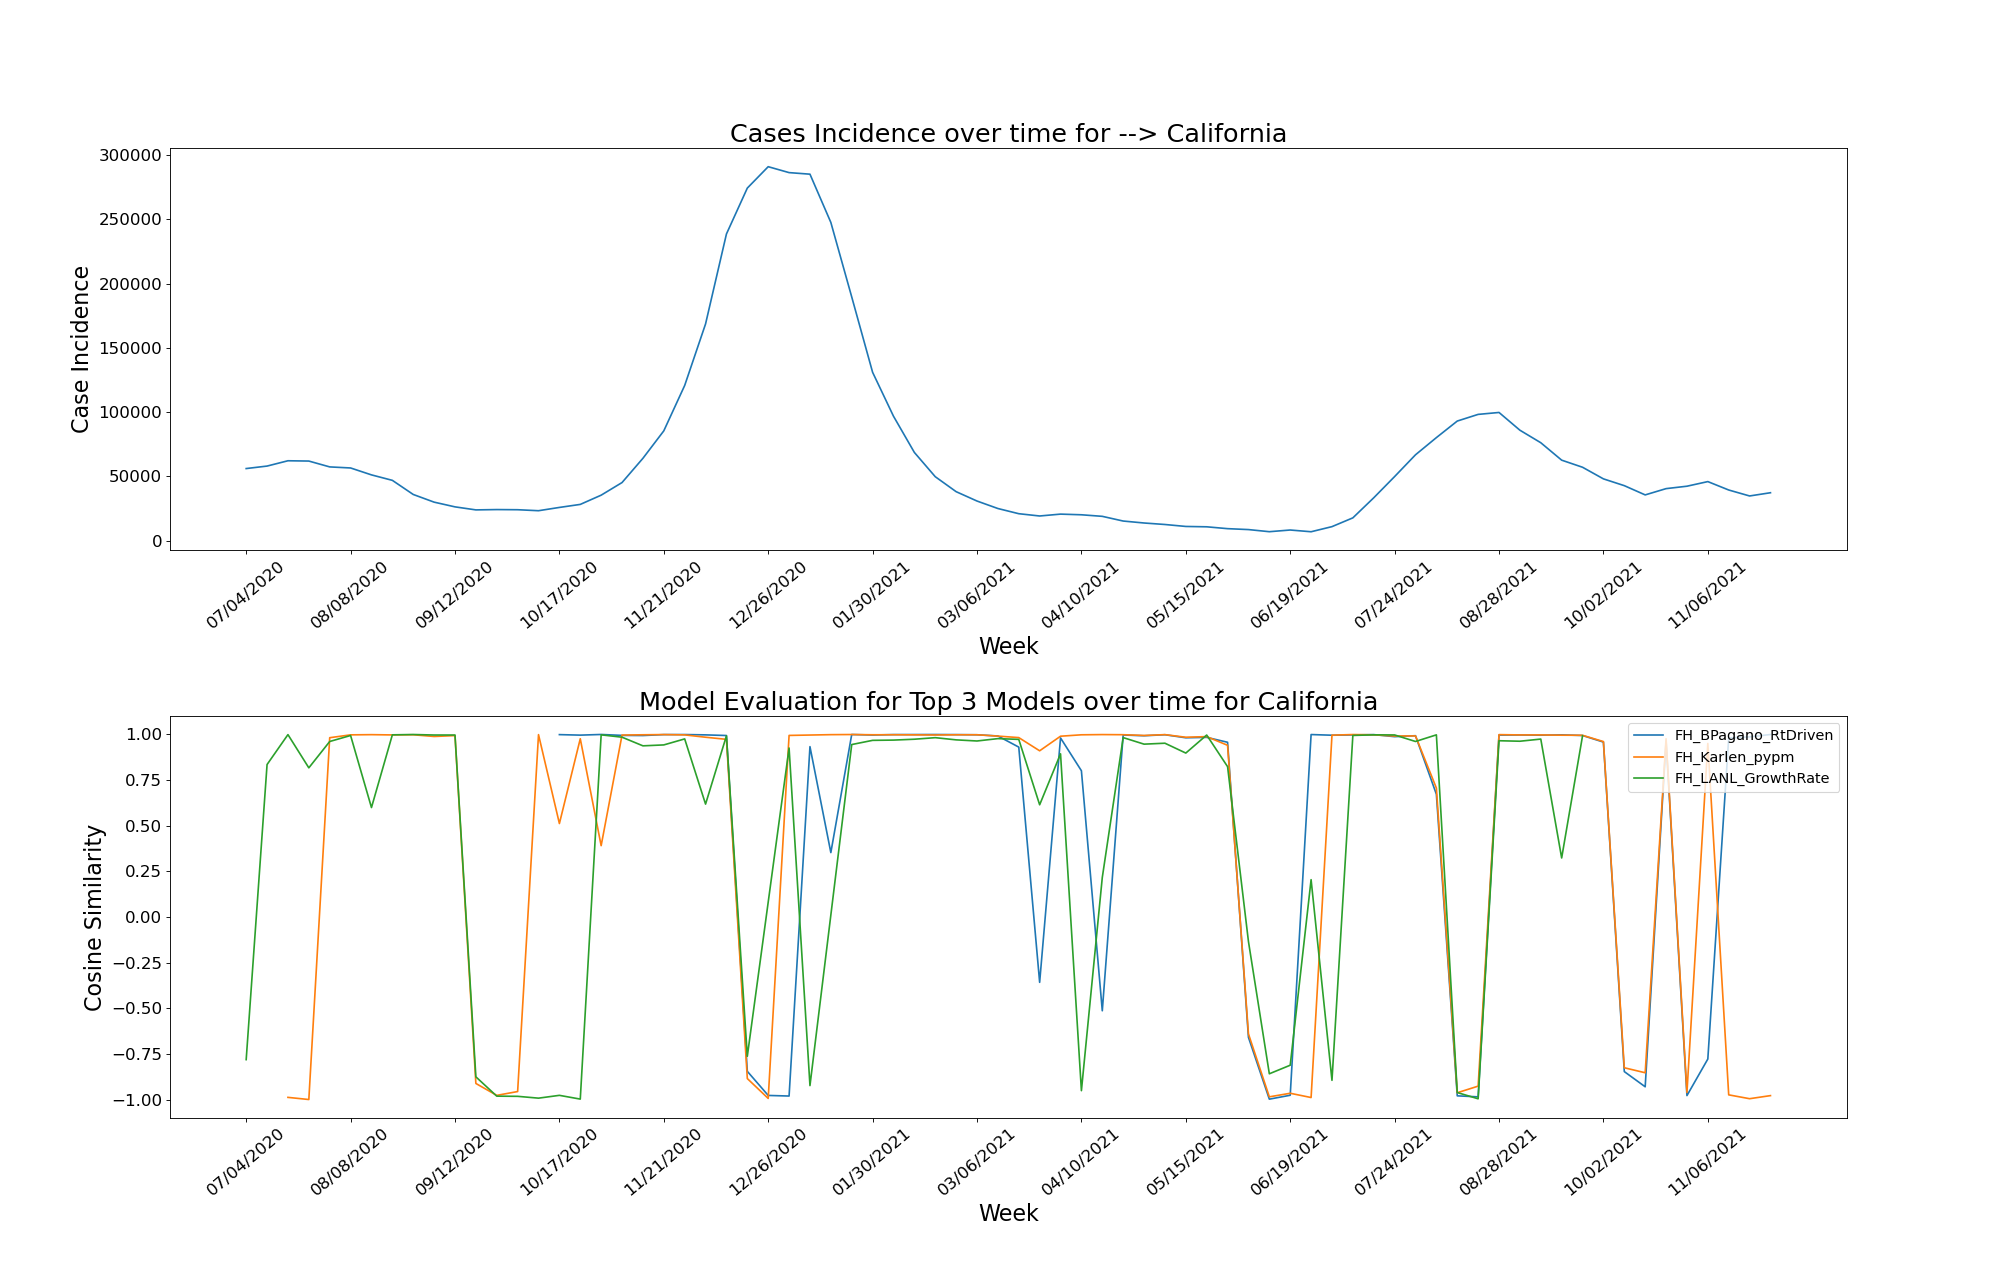 Cases Incidence over time for --> California
300000
250000
200000
150000
100000
50000
0
Case Incidence
07/04/2020 08/08/2020 09/12/2020 10/17/2020 11/21/2020 12/26/2020 01/30/2021 03/06/2021 04/10/2021 05/15/2021 06/19/2021 07/24/2021 08/28/2021 10/02/2021 11/06/2021
Week
Model Evaluation for Top 3 Models over time for California
1.00
0.75
0.50
0.25
0.00
−0.25
−0.50
−0.75
−1.00
Cosine Similarity
FH_BPagano_RtDriven
FH_Karlen_pypm
FH_LANL_GrowthRate
07/04/2020 08/08/2020 09/12/2020 10/17/2020 11/21/2020 12/26/2020 01/30/2021 03/06/2021 04/10/2021 05/15/2021 06/19/2021 07/24/2021 08/28/2021 10/02/2021 11/06/2021
Week